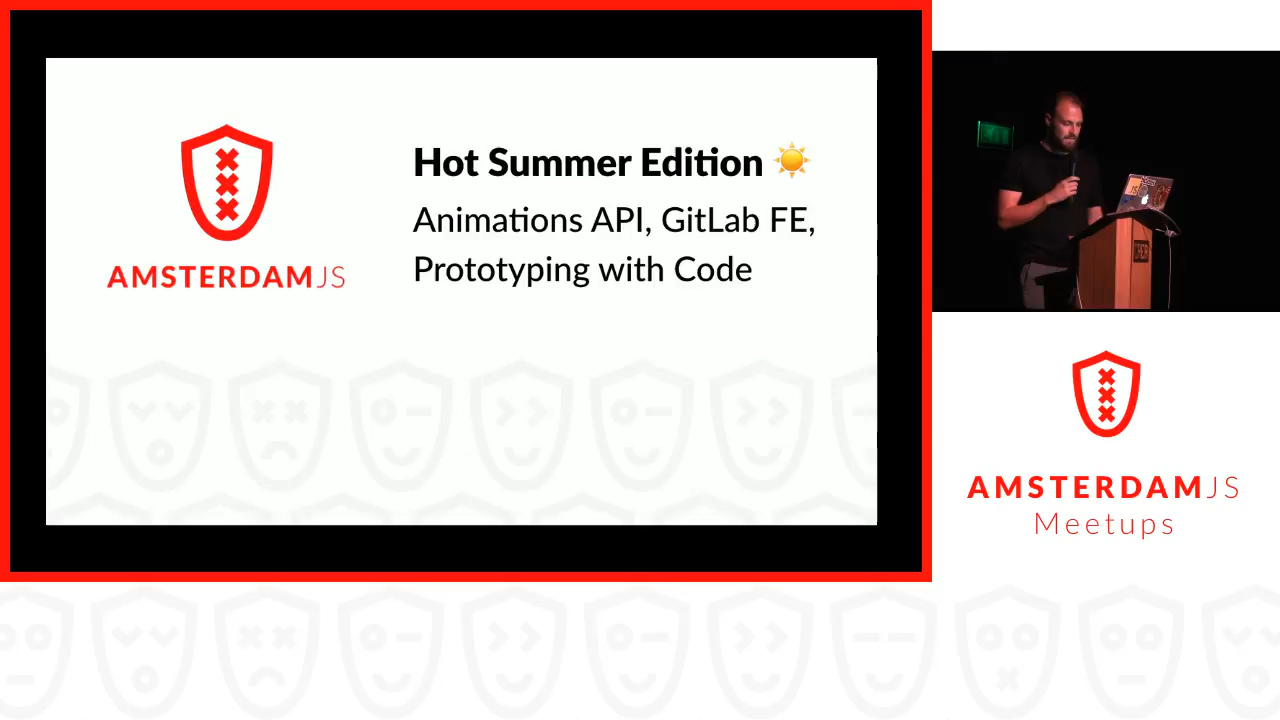 AMSTERDAMJS
Hot Summer Edition
Animations API, GitLab FE,
Prototyping with Code
AMSTERDAMJS
Meetups